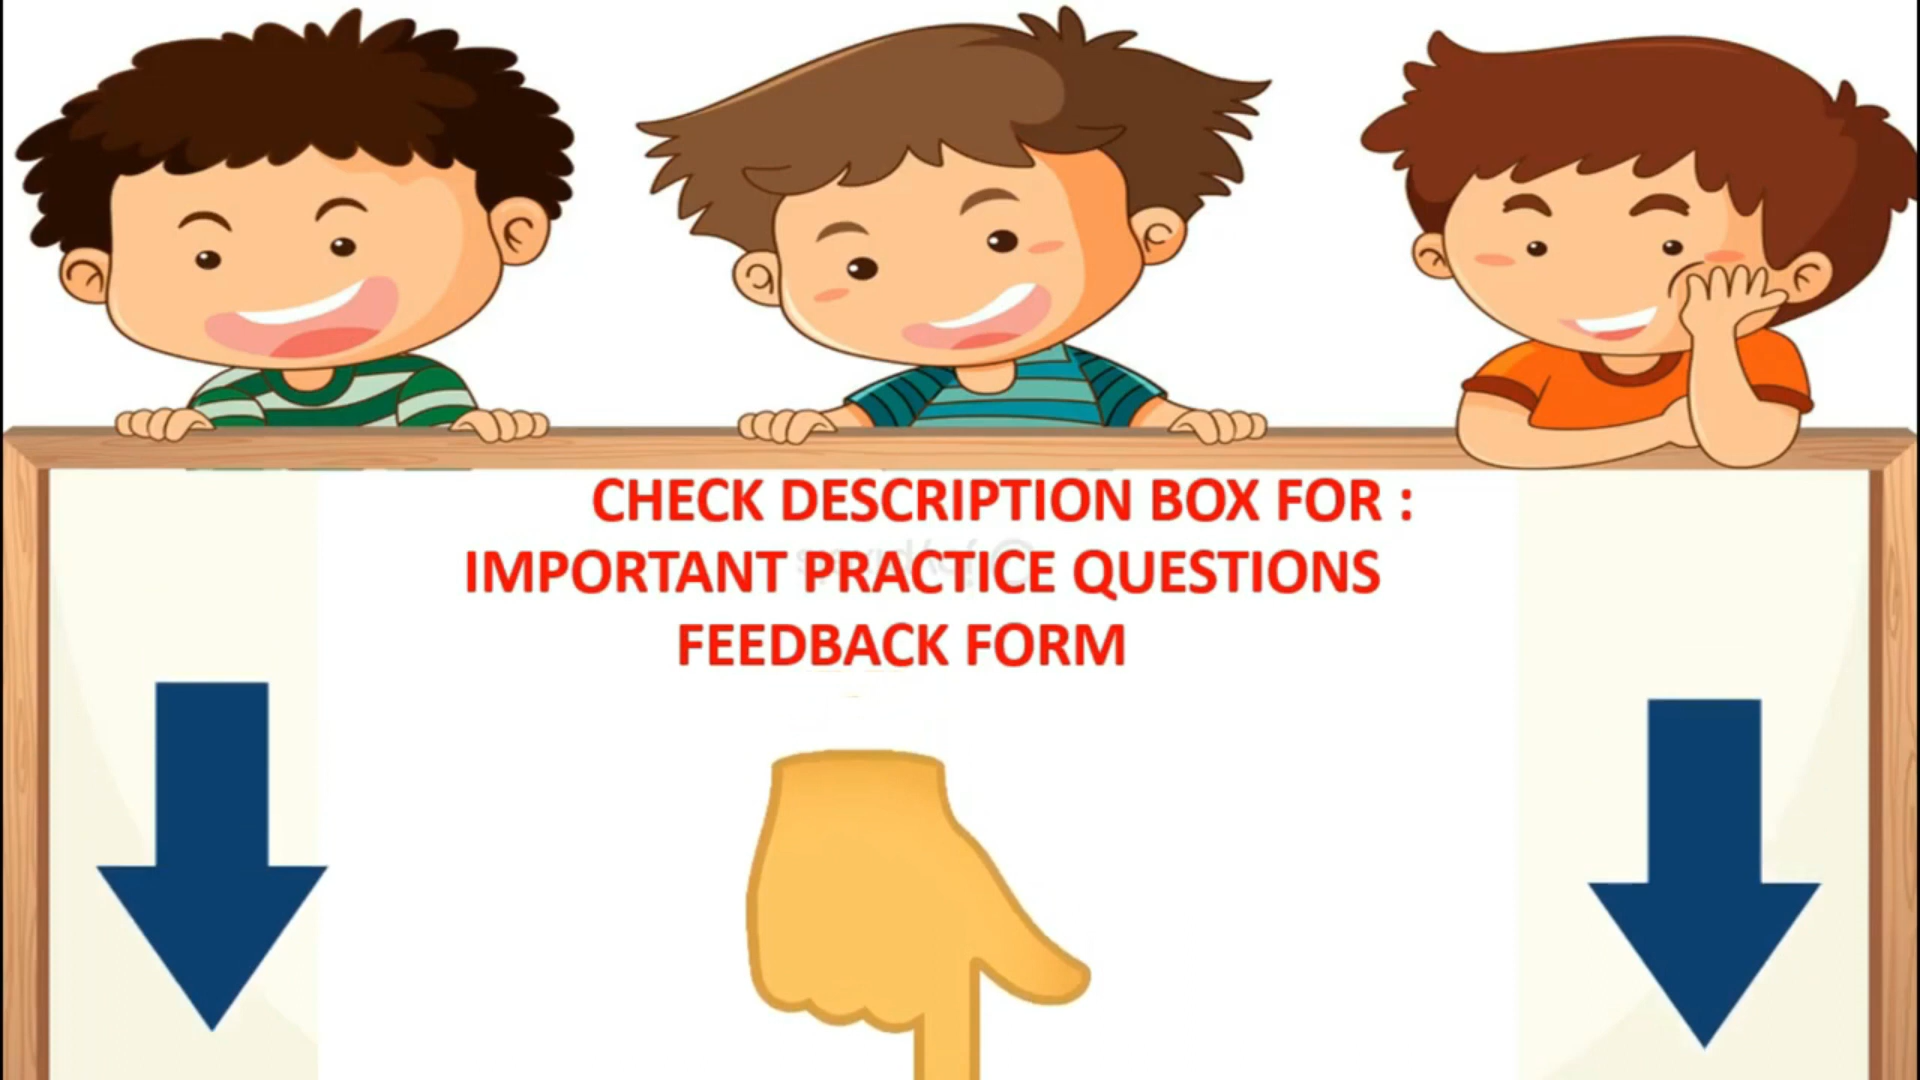 CHECK DESCRIPTION BOX FOR :
IMPORTANT PRACTICE QUESTIONS
FEEDBACK FORM